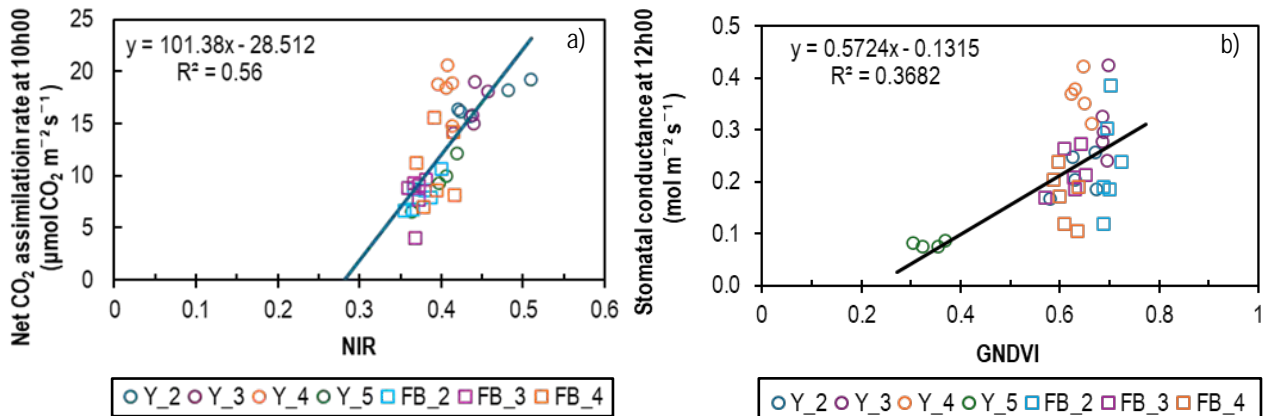 Net CO₂ assimilatioin rate at 10h00
(µmol CO₂ m⁻² s⁻¹)
25
20
15
10
5
0
y = 101.38x - 28.512
R² = 0.56
a)
0 0.1 0.2 0.3 0.4 0.5 0.6
NIR
Y_2 Y_3 Y_4 Y_5 FB_2 FB_3 FB_4
Stomatal conductance at 12h00
(mol m⁻² s⁻¹)
0.5
0.4
0.3
0.2
0.1
0.0
y = 0.5724x - 0.1315
R² = 0.3682
b)
0 0.2 0.4 0.6 0.8 1
GNDVI
Y_2 Y_3 Y_4 Y_5 FB_2 FB_3 FB_4